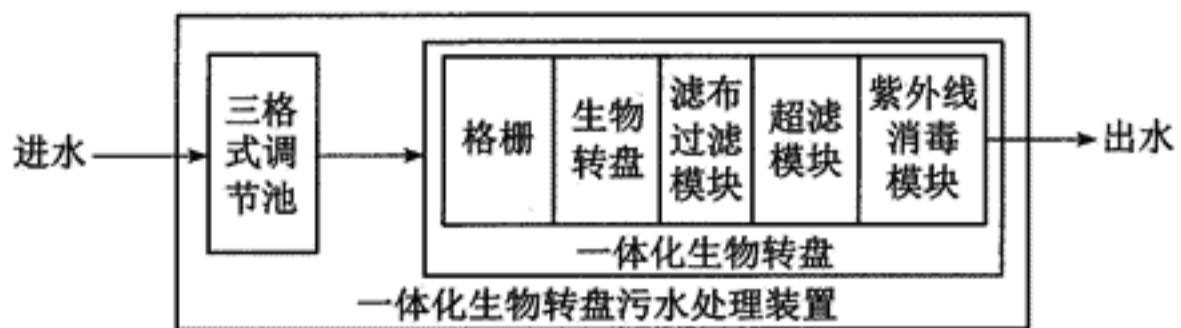 进水
三格
式调
节池
格栅
生物
转盘
滤布
过滤
模块
超滤
模块
紫外线
消毒
模块
出水
一体化生物转盘
一体化生物转盘污水处理装置